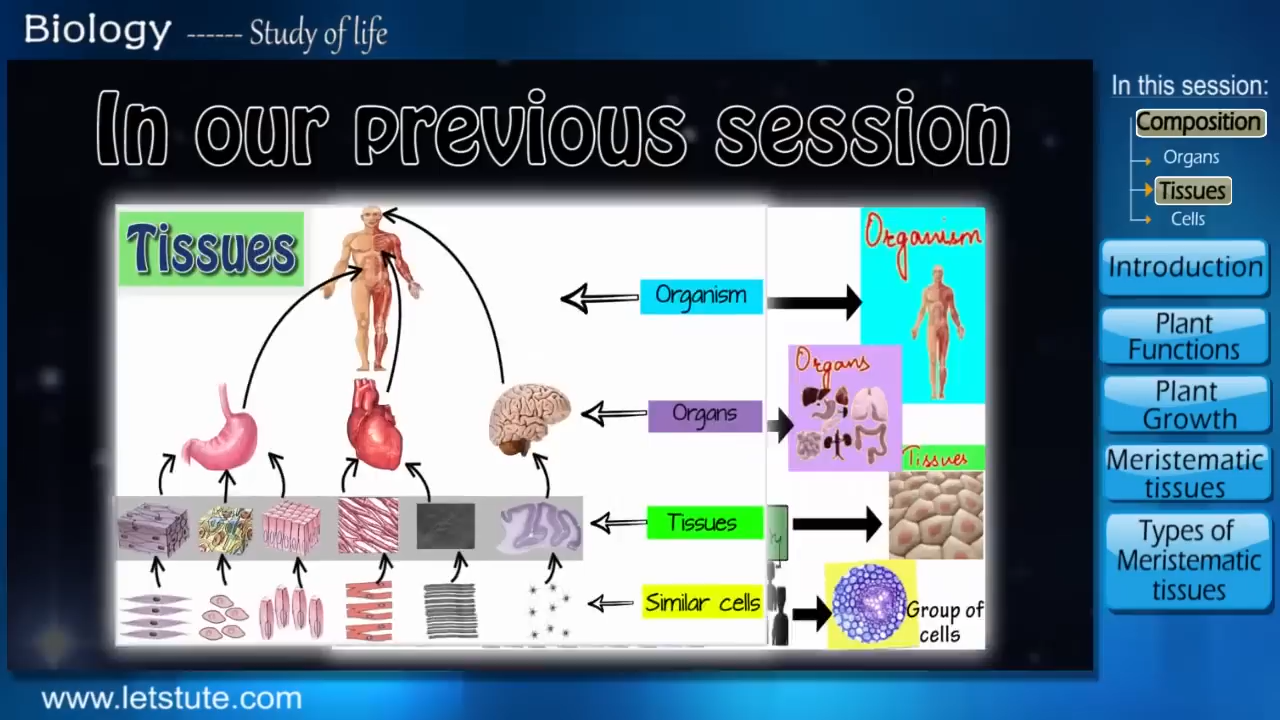 Biology ------ Study of life
In our previous session
Tissues
Organism
Organs
Tissues
Similar cells
Organism
Organs
Tissues
Group of
cells
In this session:
Composition
Organs
Tissues
Cells
Introduction
Plant
Functions
Plant
Growth
Meristematic
tissues
Types of
Meristematic
tissues
www.letstute.com